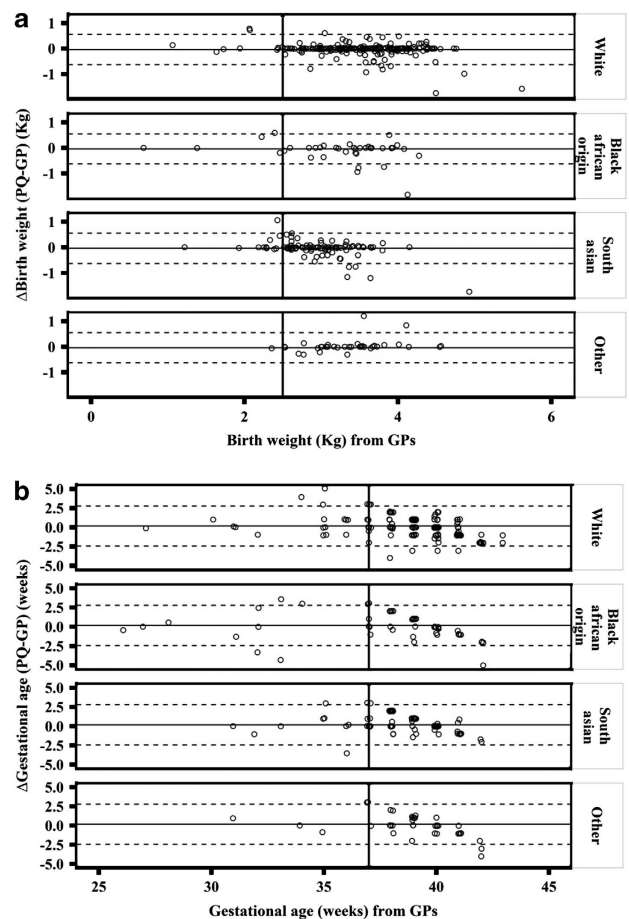 a
ΔBirth weight (PQ-GP) (Kg)
1
0
-1
White
1
0
-1
Black
african
origin
1
0
-1
South
asian
1
0
-1
Other
0 2 4 6
Birth weight (Kg) from GPs
b
ΔGestational age (PQ-GP) (weeks)
5.0
2.5
0.0
-2.5
-5.0
White
5.0
2.5
0.0
-2.5
-5.0
Black
african
origin
5.0
2.5
0.0
-2.5
-5.0
South
asian
5.0
2.5
0.0
-2.5
-5.0
Other
25 30 35 40 45
Gestational age (weeks) from GPs